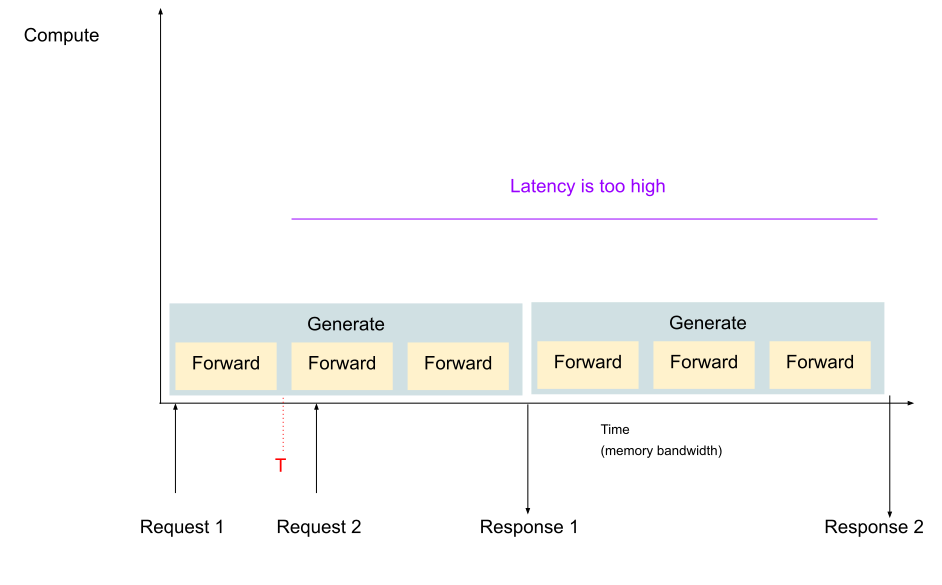 Compute
Latency is too high
Generate
Generate
Forward
Forward
Forward
Forward
Forward
Forward
Time
(memory bandwidth)
T
Request 1
Request 2
Response 1
Response 2